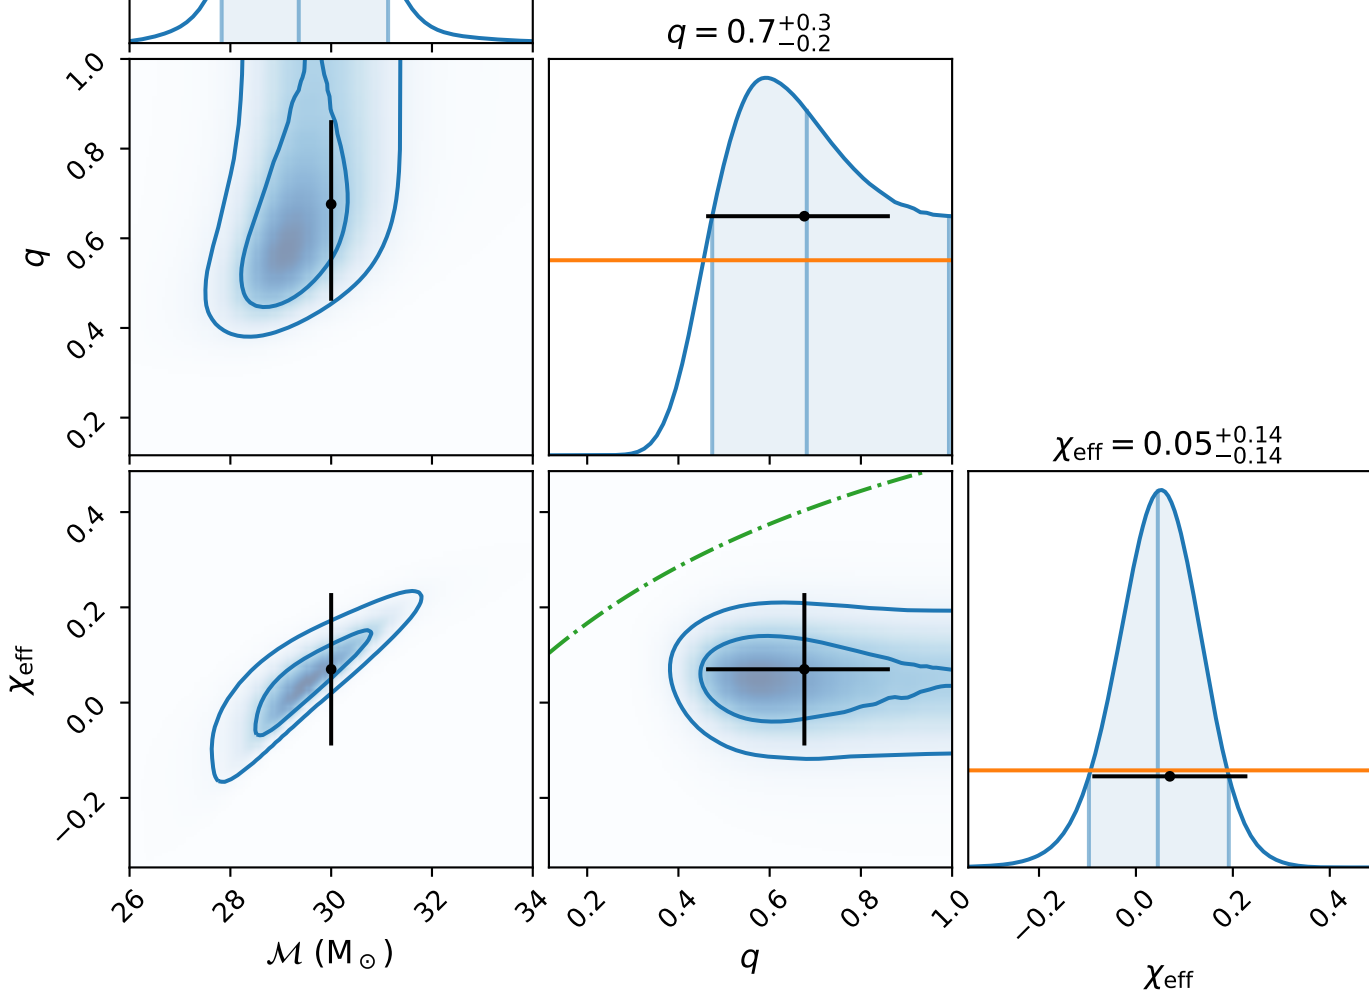 q = 0.7^{+0.3}_{-0.2}
1.0
0.8
0.6
0.4
0.2
q
χ_eff = 0.05^{+0.14}_{-0.14}
0.4
0.2
0.0
−0.2
χ_eff
26 28 30 32 34
0.2 0.4 0.6 0.8 1.0
−0.2 0.0 0.2 0.4
ℳ (M_⊙)
q
χ_eff